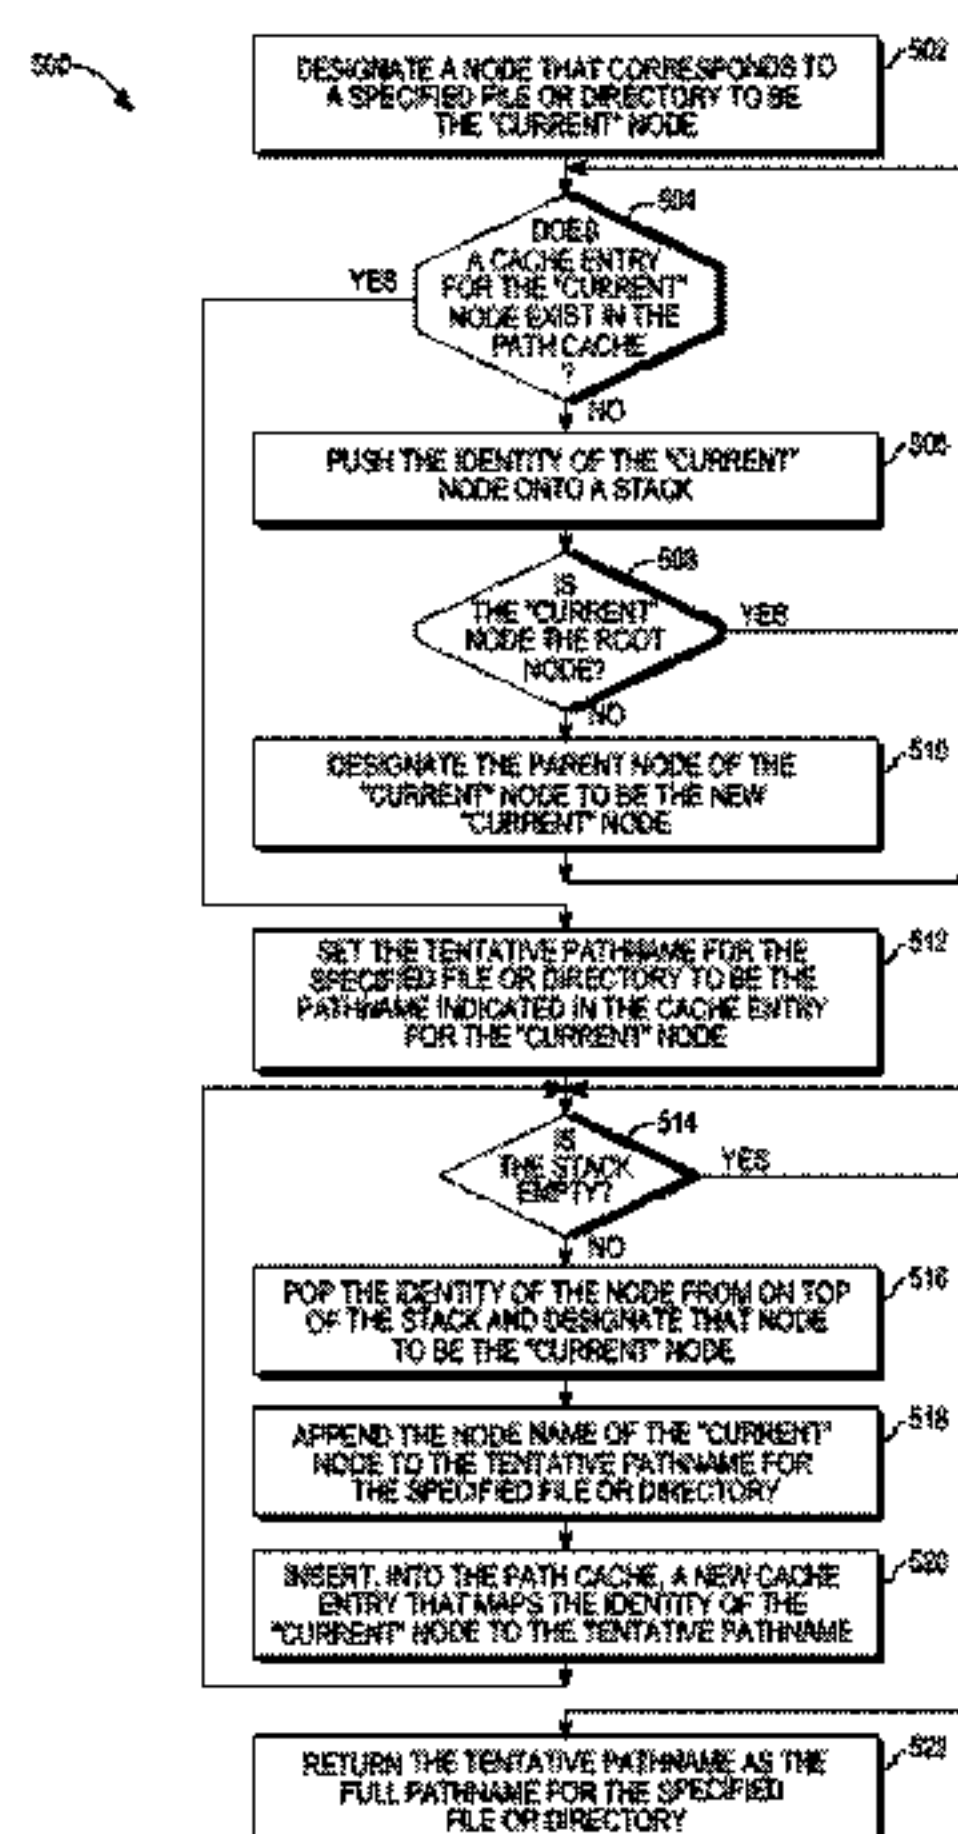 500
502
DESIGNATE A NODE THAT CORRESPONDS TO
A SPECIFIED FILE OR DIRECTORY TO BE
THE "CURRENT" NODE
504
DOES
A CACHE ENTRY
FOR THE "CURRENT"
NODE EXIST IN THE
PATH CACHE
?
YES
NO
506
PUSH THE IDENTITY OF THE "CURRENT"
NODE ONTO A STACK
508
IS
THE "CURRENT"
NODE THE ROOT
NODE?
YES
NO
510
DESIGNATE THE PARENT NODE OF THE
"CURRENT" NODE TO BE THE NEW
"CURRENT" NODE
512
SET THE TENTATIVE PATHNAME FOR THE
SPECIFIED FILE OR DIRECTORY TO BE THE
PATHNAME INDICATED IN THE CACHE ENTRY
FOR THE "CURRENT" NODE
514
IS
THE STACK
EMPTY?
YES
NO
516
POP THE IDENTITY OF THE NODE FROM ON TOP
OF THE STACK AND DESIGNATE THAT NODE
TO BE THE "CURRENT" NODE
518
APPEND THE NODE NAME OF THE "CURRENT"
NODE TO THE TENTATIVE PATHNAME FOR
THE SPECIFIED FILE OR DIRECTORY
520
INSERT, INTO THE PATH CACHE, A NEW CACHE
ENTRY THAT MAPS THE IDENTITY OF THE
"CURRENT" NODE TO THE TENTATIVE PATHNAME
522
RETURN THE TENTATIVE PATHNAME AS THE
FULL PATHNAME FOR THE SPECIFIED
FILE OR DIRECTORY